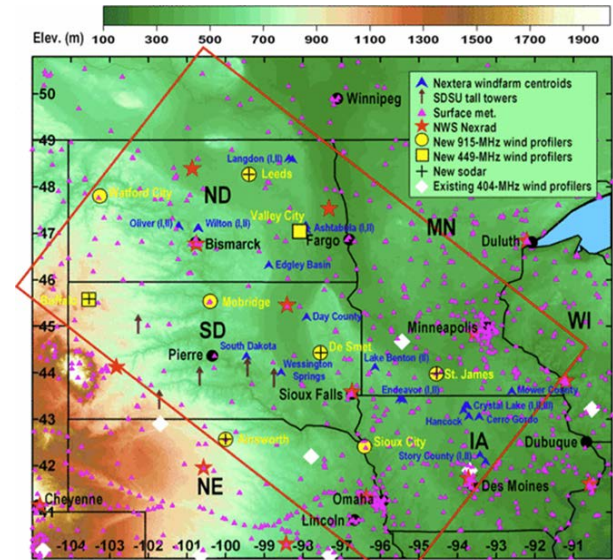 Elev. (m)
100 300 500 700 900 1100 1300 1500 1700 1900
Nextera windfarm centroids
SDSU tall towers
Surface met.
NWS Nexrad
New 915-MHz wind profilers
New 449-MHz wind profilers
New sodar
Existing 404-MHz wind profilers
50
Winnipeg
49
Langdon (I,II)
Leeds
48
Watford City
ND
Valley City
MN
Oliver (I,II)
Wilton (I,II)
Ashtabula (I,II)
47
Bismarck
Fargo
Duluth
Edgley Basin
46
Buffalo
Mobridge
WI
Day County
Minneapolis
45
SD
De Smet
Pierre
South Dakota
Lake Benton (II)
44
Wessington
Springs
St. James
Sioux Falls
Endeavor (I,II)
Mower County
43
Crystal Lake (I,II,III)
Hancock
Cerro Gordo
Ainsworth
Sioux City
IA
Dubuque
42
Story County (I,II)
NE
Des Moines
Omaha
41
Cheyenne
Lincoln
-104 -103 -102 -101 -100 -99 -98 -97 -96 -95 -94 -93 -92 -91